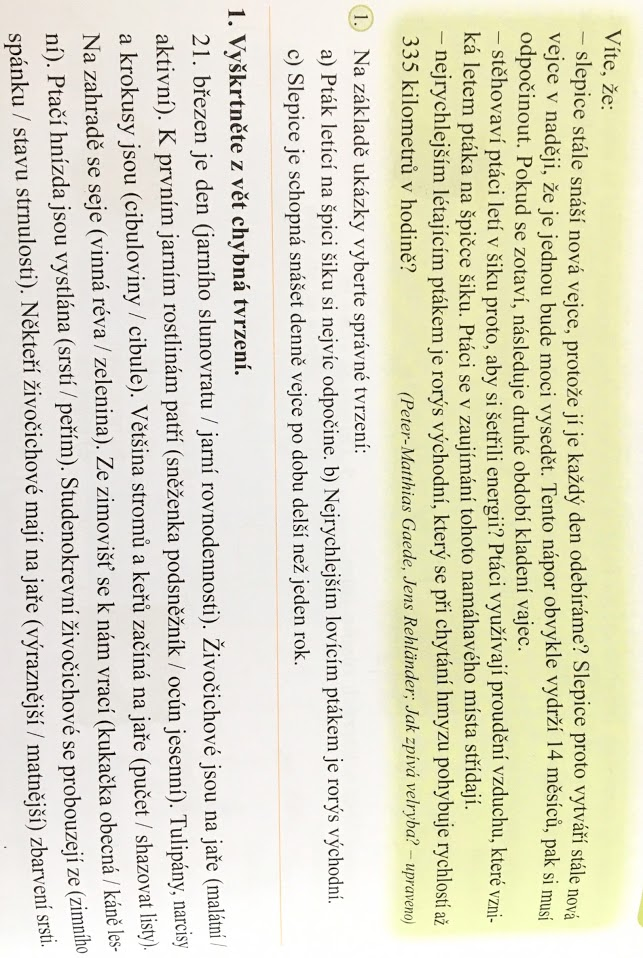 Víte, že:
– slepice stále snáší nová vejce, protože jí je každý den odebíráme? Slepice proto vytváří stále nová
vejce v naději, že je jednou bude moci vysedět. Tento nápor obvykle vydrží 14 měsíců, pak si musí
odpočinout. Pokud se zotaví, následuje druhé období kladení vajec.
– stěhovaví ptáci letí v šiku proto, aby si šetřili energii? Ptáci využívají proudění vzduchu, které vzni-
ká letem ptáka na špičce šiku. Ptáci se v zaujímání tohoto namáhavého místa střídají.
– nejrychlejším létajícím ptákem je rorýs východní, který se při chytání hmyzu pohybuje rychlostí až
335 kilometrů v hodině?
(Peter-Matthias Gaede, Jens Rehländer; Jak zpívá velryba? – upraveno)
1. Na základě ukázky vyberte správné tvrzení:
a) Pták letící na špici šiku si nejvíc odpočine. b) Nejrychlejším lovícím ptákem je rorýs východní.
c) Slepice je schopná snášet denně vejce po dobu delší než jeden rok.
1. Vyškrtněte z vět chybná tvrzení.
21. březen je den (jarního slunovratu / jarní rovnodennosti). Živočichové jsou na jaře (malátní /
aktivní). K prvním jarním rostlinám patří (sněženka podsněžník / ocún jesenní). Tulipány, narcisy
a krokusy jsou (cibuloviny / cibule). Většina stromů a keřů začíná na jaře (pučet / shazovat listy).
Na zahradě se seje (vinná réva / zelenina). Ze zimovišť se k nám vrací (kukačka obecná / káně les-
ní). Ptačí hnízda jsou vystlána (srstí / peřím). Studenokrevní živočichové se probouzejí ze (zimního
spánku / stavu strnulosti). Někteří živočichové mají na jaře (výraznější / matnější) zbarvení srsti.